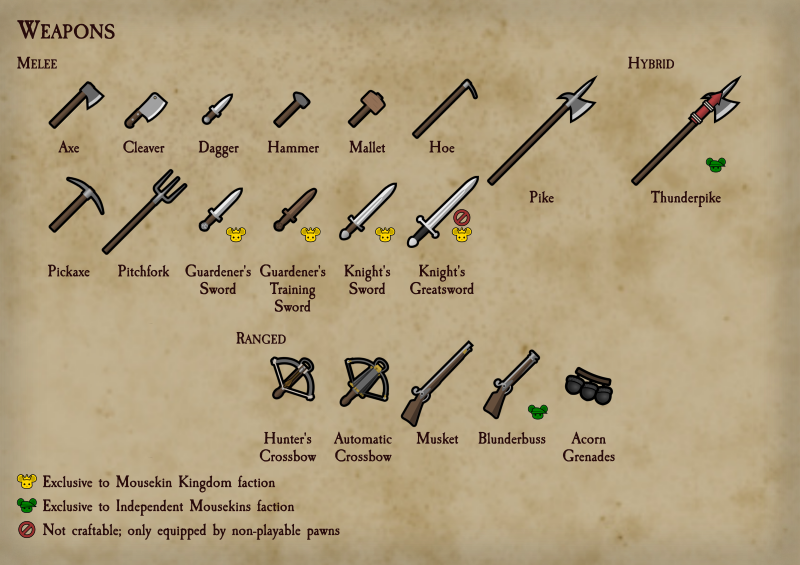 Weapons
Melee
Hybrid
Axe
Cleaver
Dagger
Hammer
Mallet
Hoe
Pike
Thunderpike
Pickaxe
Pitchfork
Guardener's
Sword
Guardener's
Training
Sword
Knight's
Sword
Knight's
Greatsword
Ranged
Hunter's
Crossbow
Automatic
Crossbow
Musket
Blunderbuss
Acorn
Grenades
Exclusive to Mousekin Kingdom faction
Exclusive to Independent Mousekins faction
Not craftable; only equipped by non-playable pawns